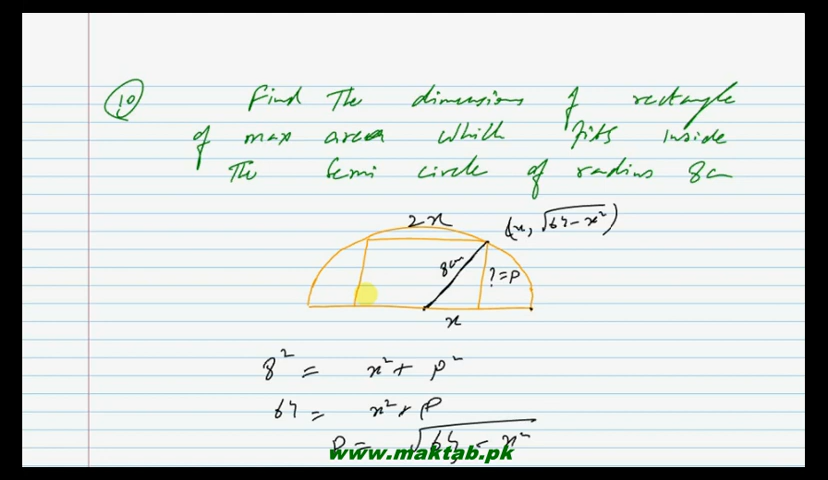 10 Find The dimensions of rectangle
of max area which fits inside
The semi circle of radius 8cm
2x
(x, √64-x²)
8cm
?=P
x
8² = x² + P²
64 = x² + P
P = √64 - x²
www.maktab.pk